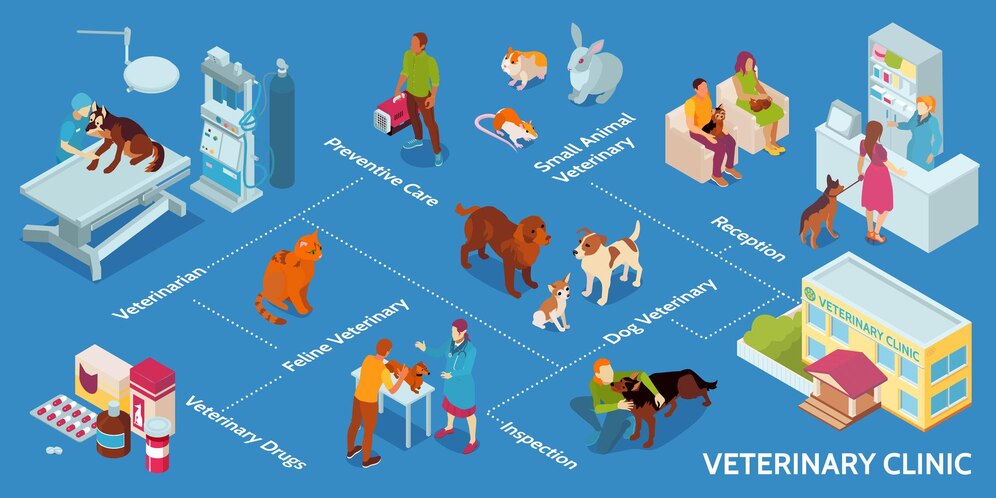 Preventive Care
Small Animal
Veterinary
Reception
Veterinarian
Feline Veterinary
Dog Veterinary
VETERINARY CLINIC
Veterinary Drugs
Inspection
VETERINARY CLINIC